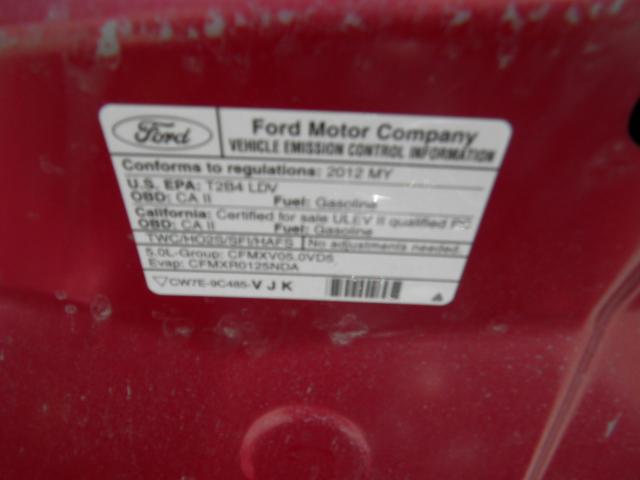 Ford
Ford Motor Company
VEHICLE EMISSION CONTROL INFORMATION
Conforms to regulations: 2012 MY
U.S. EPA: T2B4 LDV
OBD: CA II Fuel: Gasoline
California: Certified for sale ULEV II qualified PC
OBD: CA II Fuel: Gasoline
TWC/HO2S/SFI/HAFS No adjustments needed.
5.0L-Group: CFMXV05.0VD5
Evap: CFMXR0125NDA
CW7E-9C485-VJK